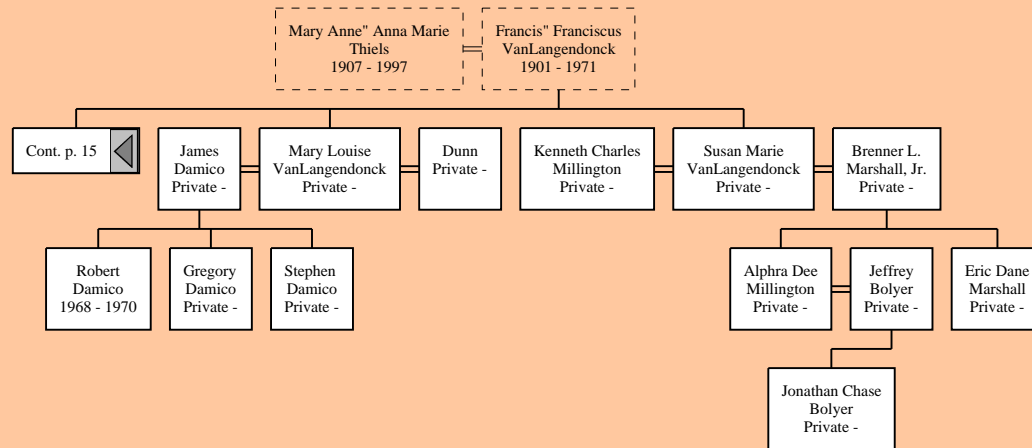 Mary Anne" Anna Marie
Thiels
1907 - 1997
Francis" Franciscus
VanLangendonck
1901 - 1971
Cont. p. 15
James
Damico
Private -
Mary Louise
VanLangendonck
Private -
Dunn
Private -
Kenneth Charles
Millington
Private -
Susan Marie
VanLangendonck
Private -
Brenner L.
Marshall, Jr.
Private -
Robert
Damico
1968 - 1970
Gregory
Damico
Private -
Stephen
Damico
Private -
Alphra Dee
Millington
Private -
Jeffrey
Bolyer
Private -
Eric Dane
Marshall
Private -
Jonathan Chase
Bolyer
Private -